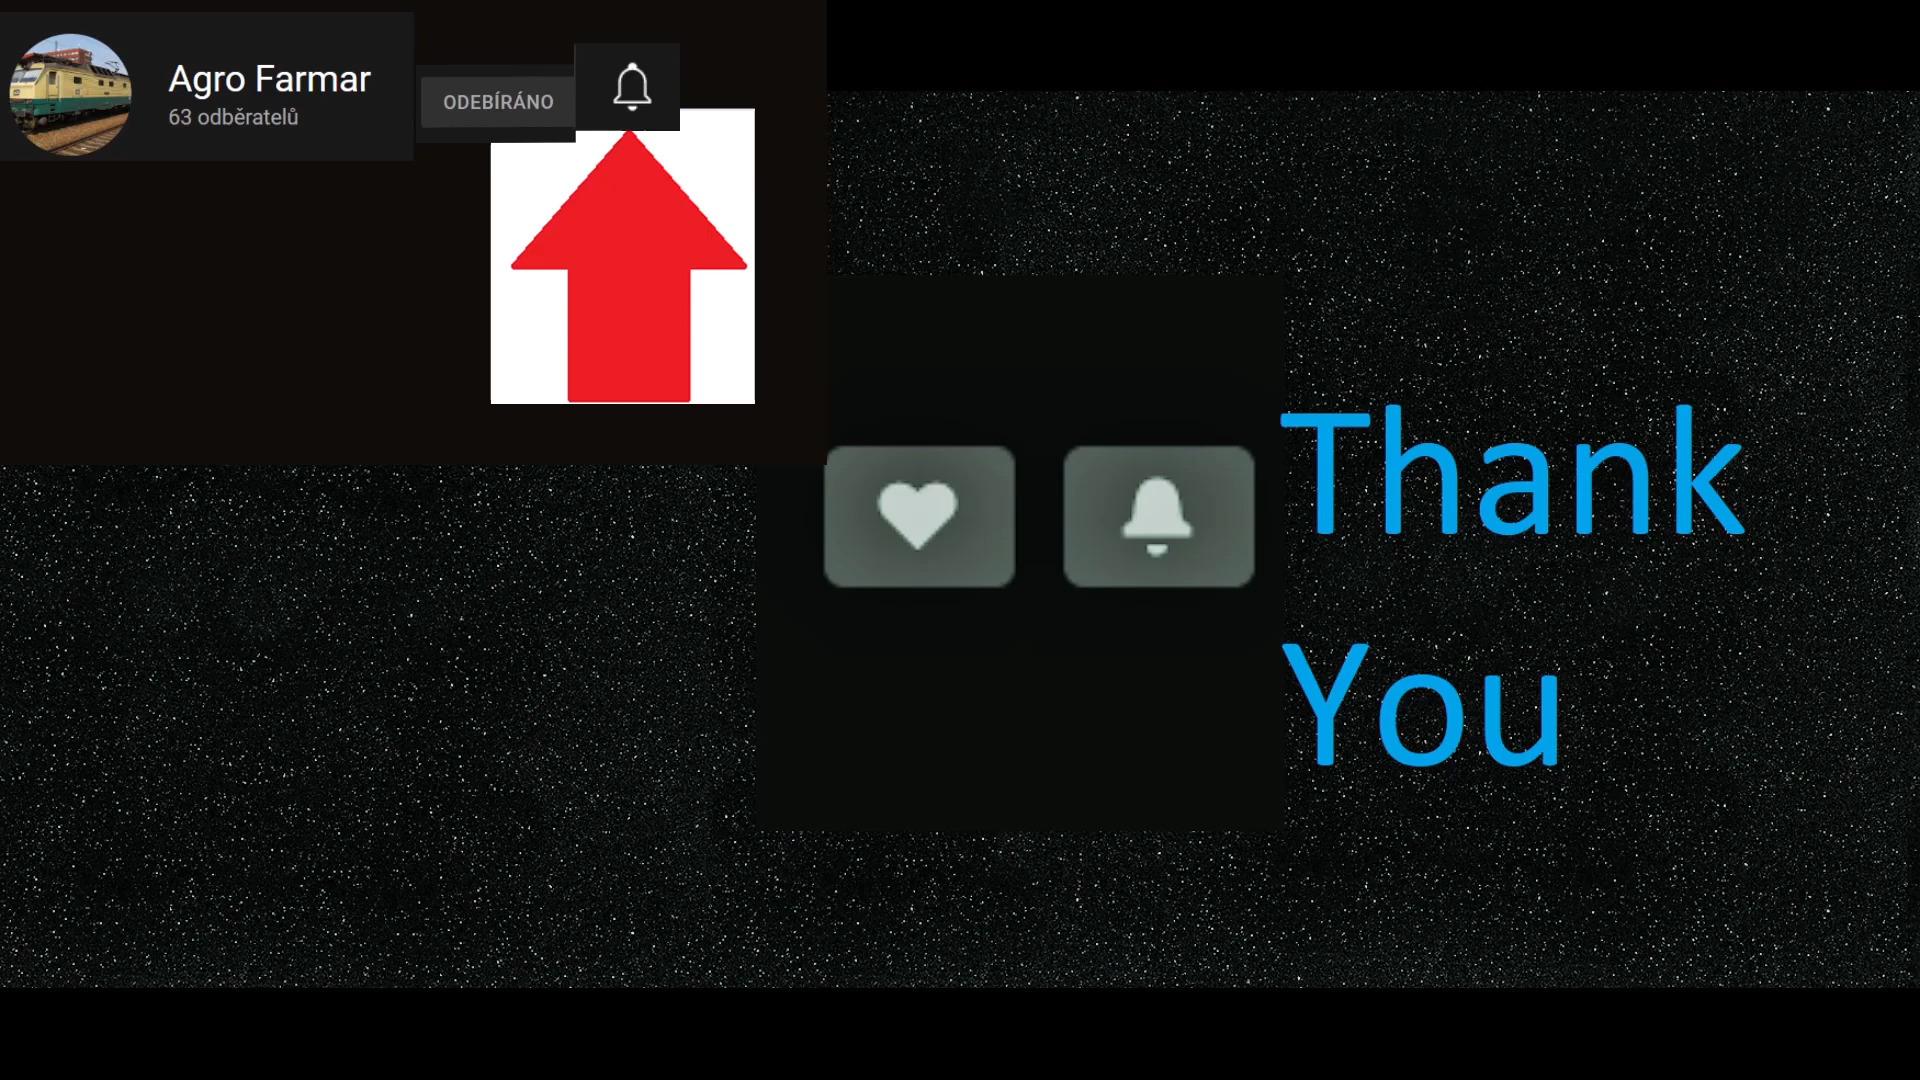 Agro Farmar
63 odběratelů
ODEBÍRÁNO
Thank
You